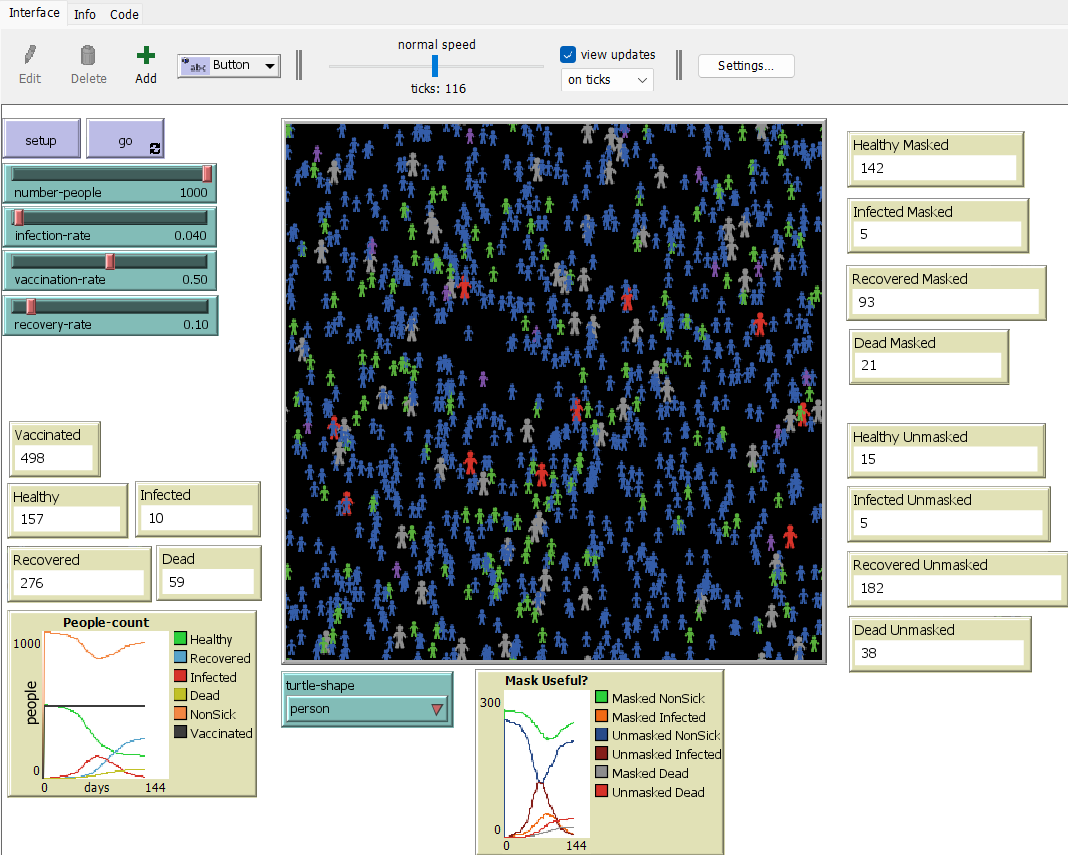 Interface Info Code
Edit Delete Add
abc Button
normal speed
ticks: 116
view updates
on ticks
Settings...
setup go
number-people 1000
infection-rate 0.040
vaccination-rate 0.50
recovery-rate 0.10
Vaccinated
498
Healthy
157
Infected
10
Recovered
276
Dead
59
People-count
1000
people
0
0 days 144
Healthy
Recovered
Infected
Dead
NonSick
Vaccinated
turtle-shape
person
Mask Useful?
300
0
0 144
Masked NonSick
Masked Infected
Unmasked NonSick
Unmasked Infected
Masked Dead
Unmasked Dead
Healthy Masked
142
Infected Masked
5
Recovered Masked
93
Dead Masked
21
Healthy Unmasked
15
Infected Unmasked
5
Recovered Unmasked
182
Dead Unmasked
38